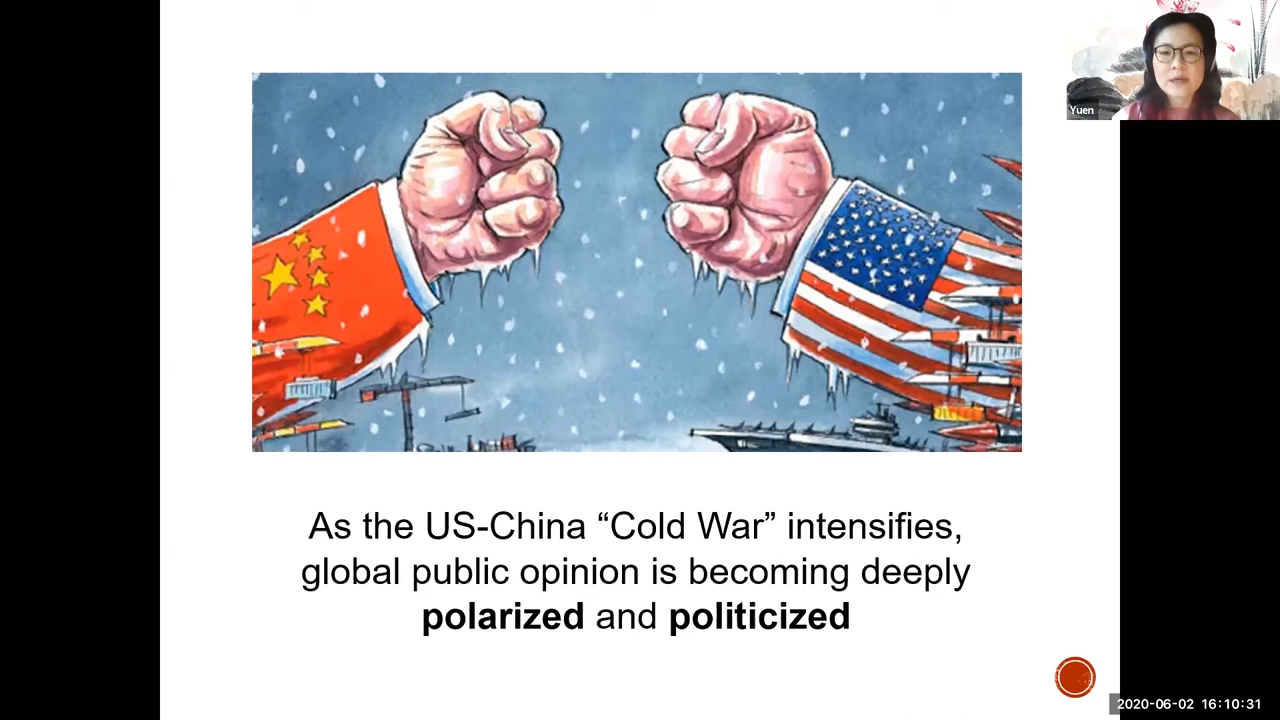 Yuen
As the US-China “Cold War” intensifies,
global public opinion is becoming deeply
polarized and politicized
2020-06-02 16:10:31